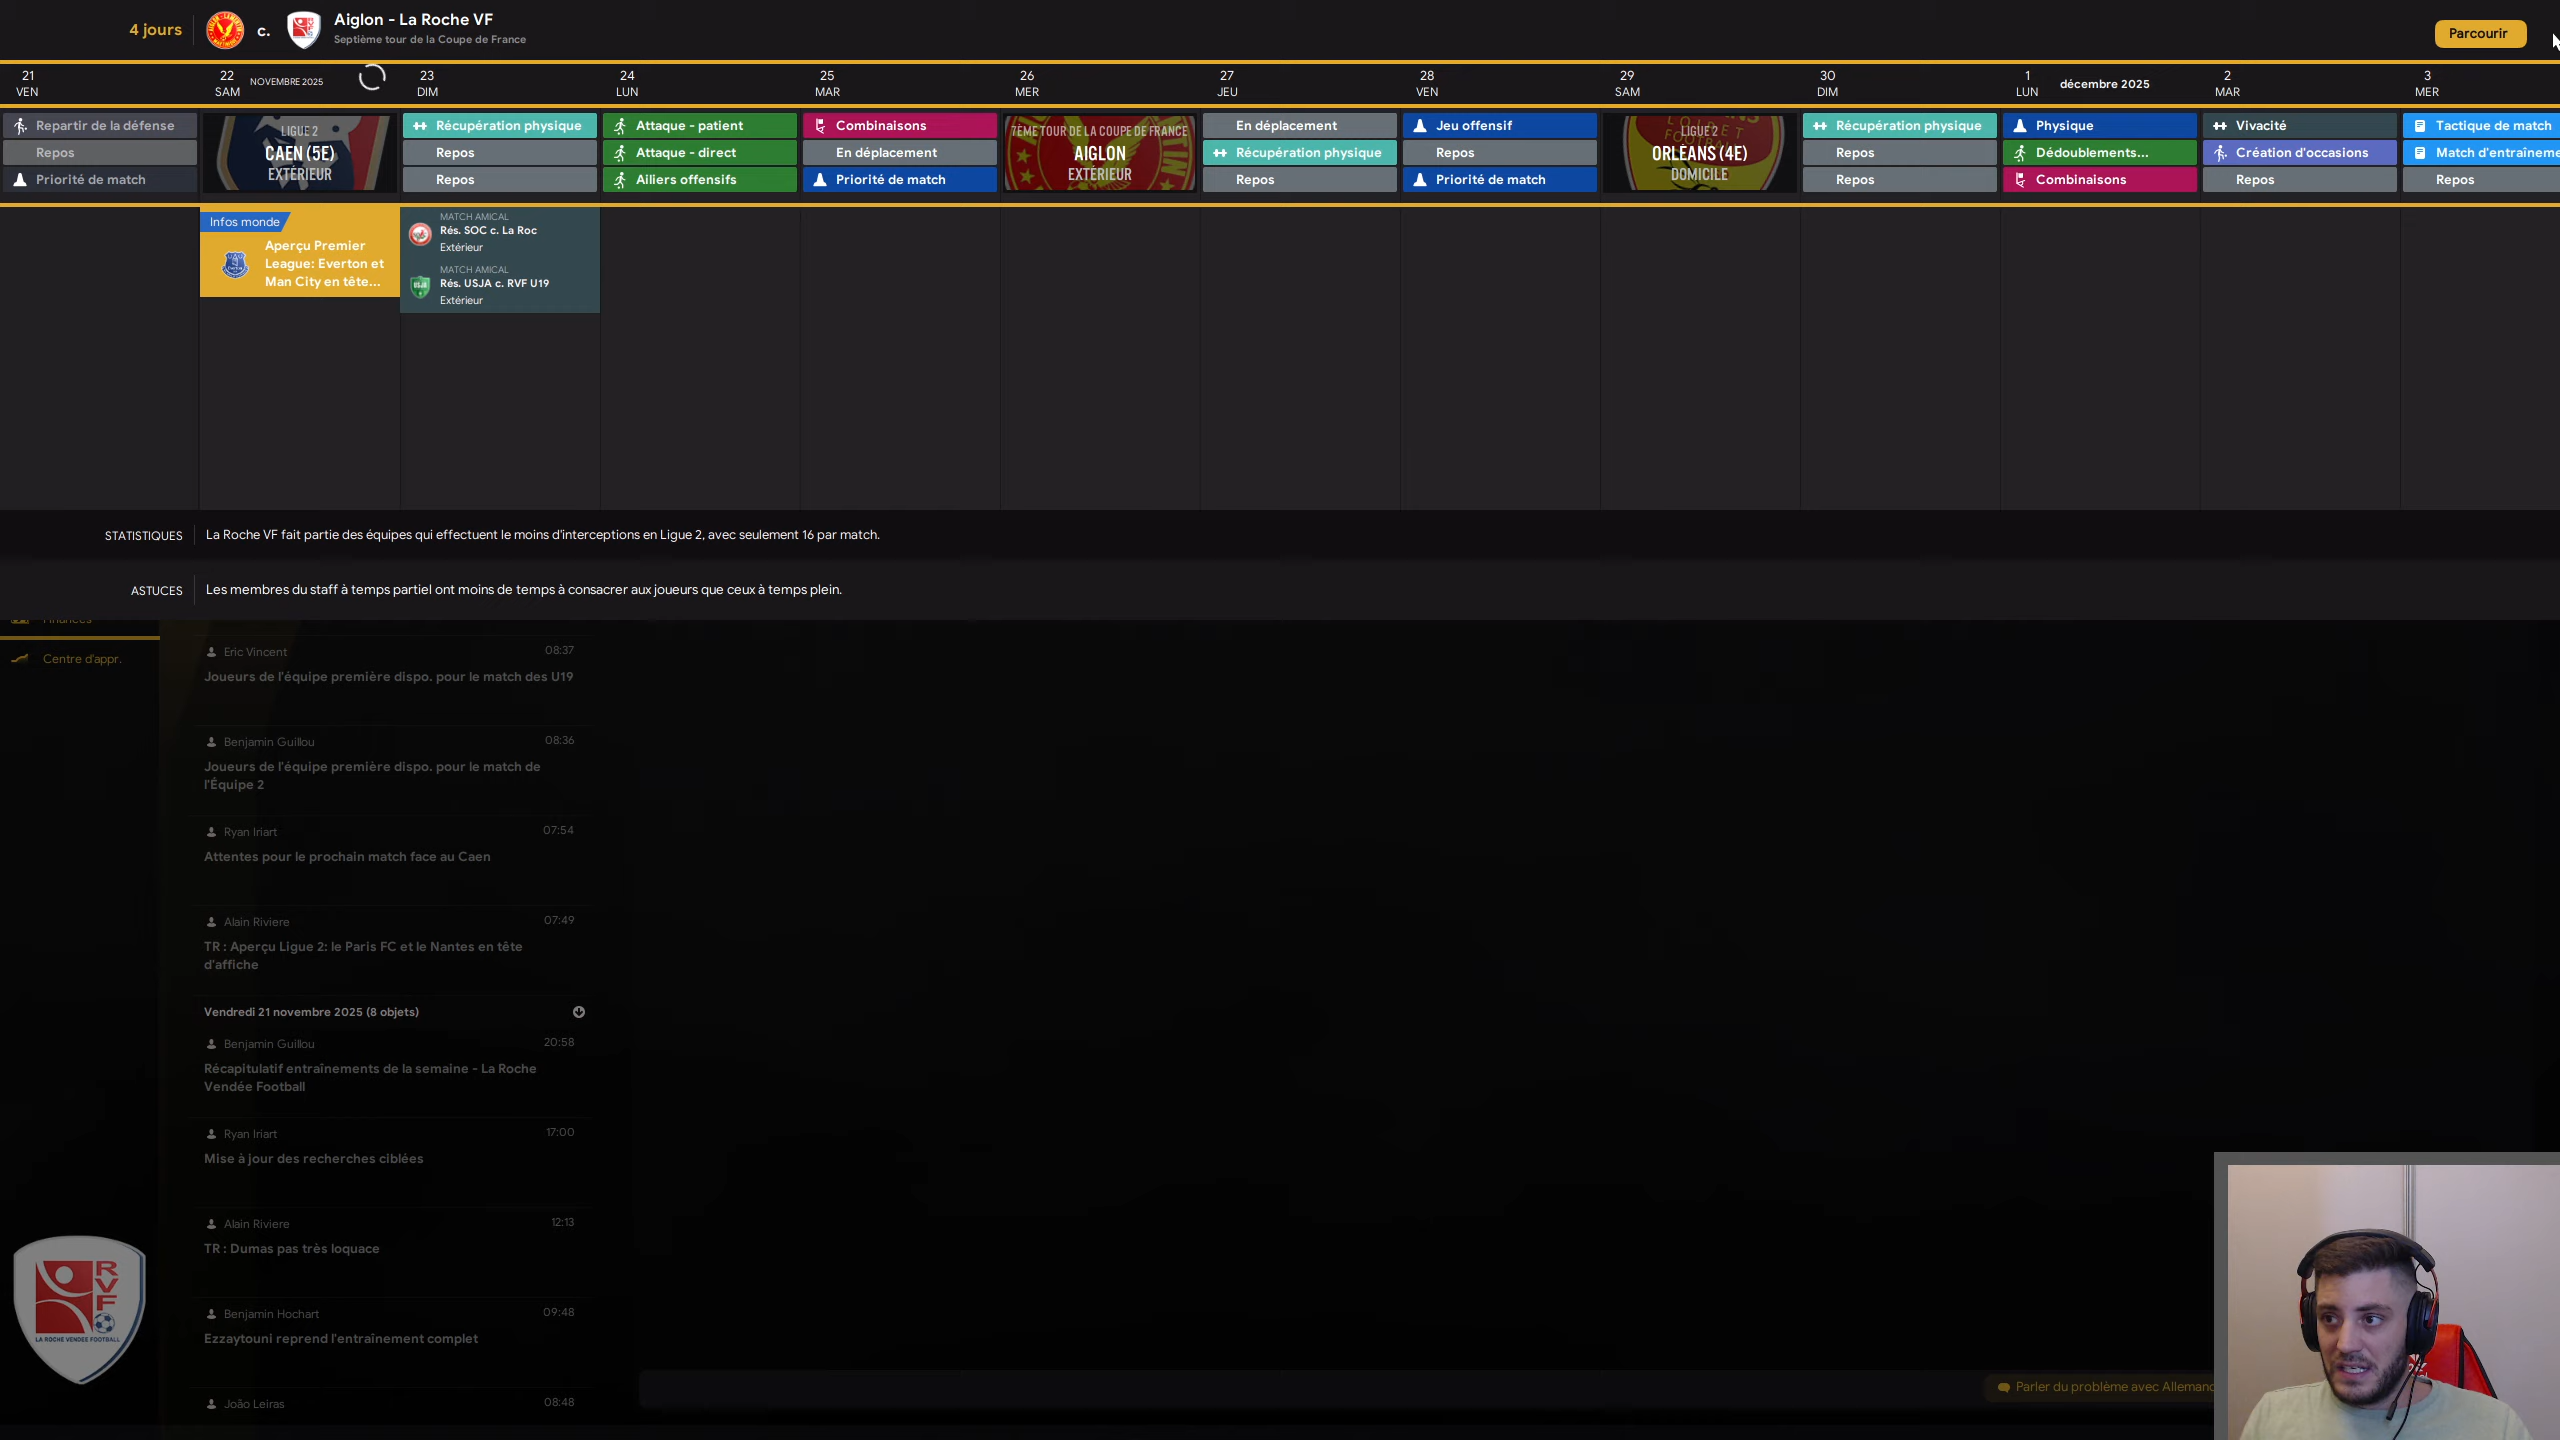 4 jours
c.
Aiglon - La Roche VF
Septième tour de la Coupe de France
Parcourir
21
VEN
22
SAM
NOVEMBRE 2025
23
DIM
24
LUN
25
MAR
26
MER
27
JEU
28
VEN
29
SAM
30
DIM
1
LUN
décembre 2025
2
MAR
3
MER
Repartir de la défense
Repos
Priorité de match
LIGUE 2
CAEN (5E)
EXTÉRIEUR
Récupération physique
Repos
Repos
Attaque - patient
Attaque - direct
Ailiers offensifs
Combinaisons
En déplacement
Priorité de match
7ÈME TOUR DE LA COUPE DE FRANCE
AIGLON
EXTÉRIEUR
En déplacement
Récupération physique
Repos
Jeu offensif
Repos
Priorité de match
LIGUE 2
ORLÉANS (4E)
DOMICILE
Récupération physique
Repos
Repos
Physique
Dédoublements...
Combinaisons
Vivacité
Création d'occasions
Repos
Tactique de match
Match d'entraîneme
Repos
Infos monde
Aperçu Premier
League: Everton et
Man City en tête...
MATCH AMICAL
Rés. SOC c. La Roc
Extérieur
MATCH AMICAL
Rés. USJA c. RVF U19
Extérieur
STATISTIQUES
La Roche VF fait partie des équipes qui effectuent le moins d'interceptions en Ligue 2, avec seulement 16 par match.
ASTUCES
Les membres du staff à temps partiel ont moins de temps à consacrer aux joueurs que ceux à temps plein.
Finances
Centre d'appr.
Eric Vincent
08:37
Joueurs de l'équipe première dispo. pour le match des U19
Benjamin Guillou
08:36
Joueurs de l'équipe première dispo. pour le match de
l'Équipe 2
Ryan Iriart
07:54
Attentes pour le prochain match face au Caen
Alain Riviere
07:49
TR : Aperçu Ligue 2: le Paris FC et le Nantes en tête
d'affiche
Vendredi 21 novembre 2025 (8 objets)
Benjamin Guillou
20:58
Récapitulatif entraînements de la semaine - La Roche
Vendée Football
Ryan Iriart
17:00
Mise à jour des recherches ciblées
Alain Riviere
12:13
TR : Dumas pas très loquace
Benjamin Hochart
09:48
Ezzaytouni reprend l'entraînement complet
João Leiras
08:48
Parler du problème avec Allemand
RVF
LA ROCHE VENDÉE FOOTBALL